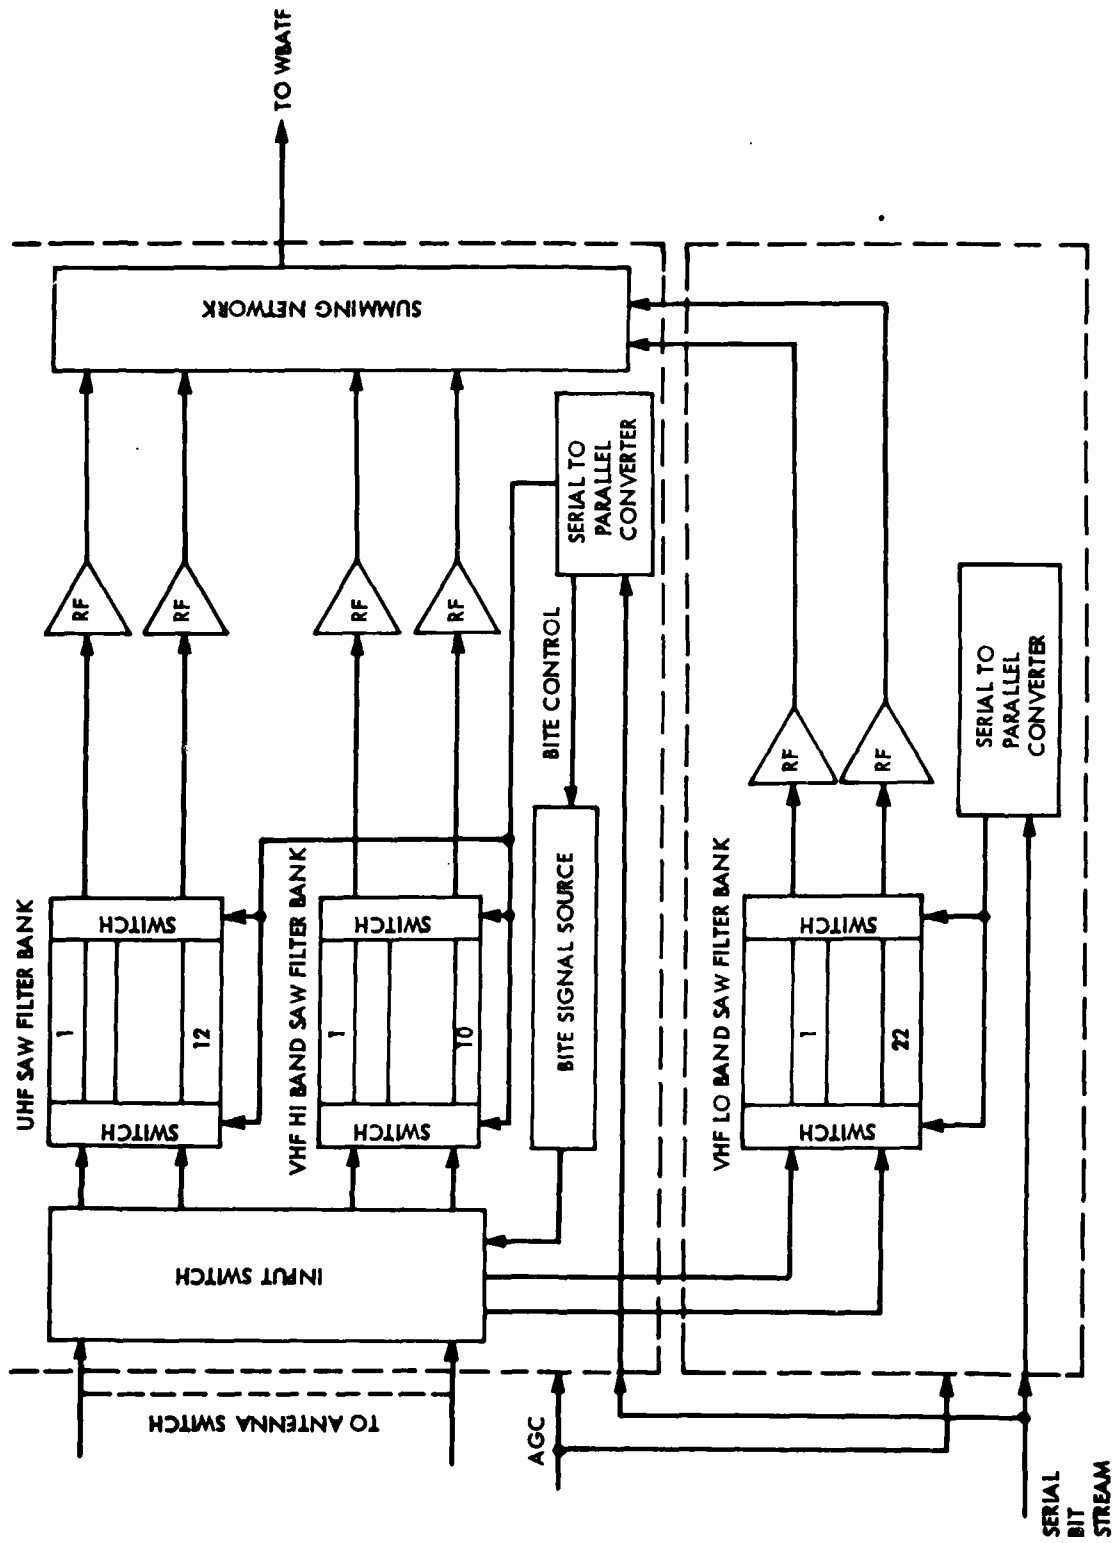 TO WBATF
SUMMING NETWORK
RF
RF
RF
RF
SERIAL TO
PARALLEL
CONVERTER
BITE CONTROL
UHF SAW FILTER BANK
SWITCH
1
12
SWITCH
VHF HI BAND SAW FILTER BANK
SWITCH
1
10
SWITCH
BITE SIGNAL SOURCE
INPUT SWITCH
TO ANTENNA SWITCH
RF
RF
SERIAL TO
PARALLEL
CONVERTER
VHF LO BAND SAW FILTER BANK
SWITCH
1
22
SWITCH
AGC
SERIAL
BIT
STREAM